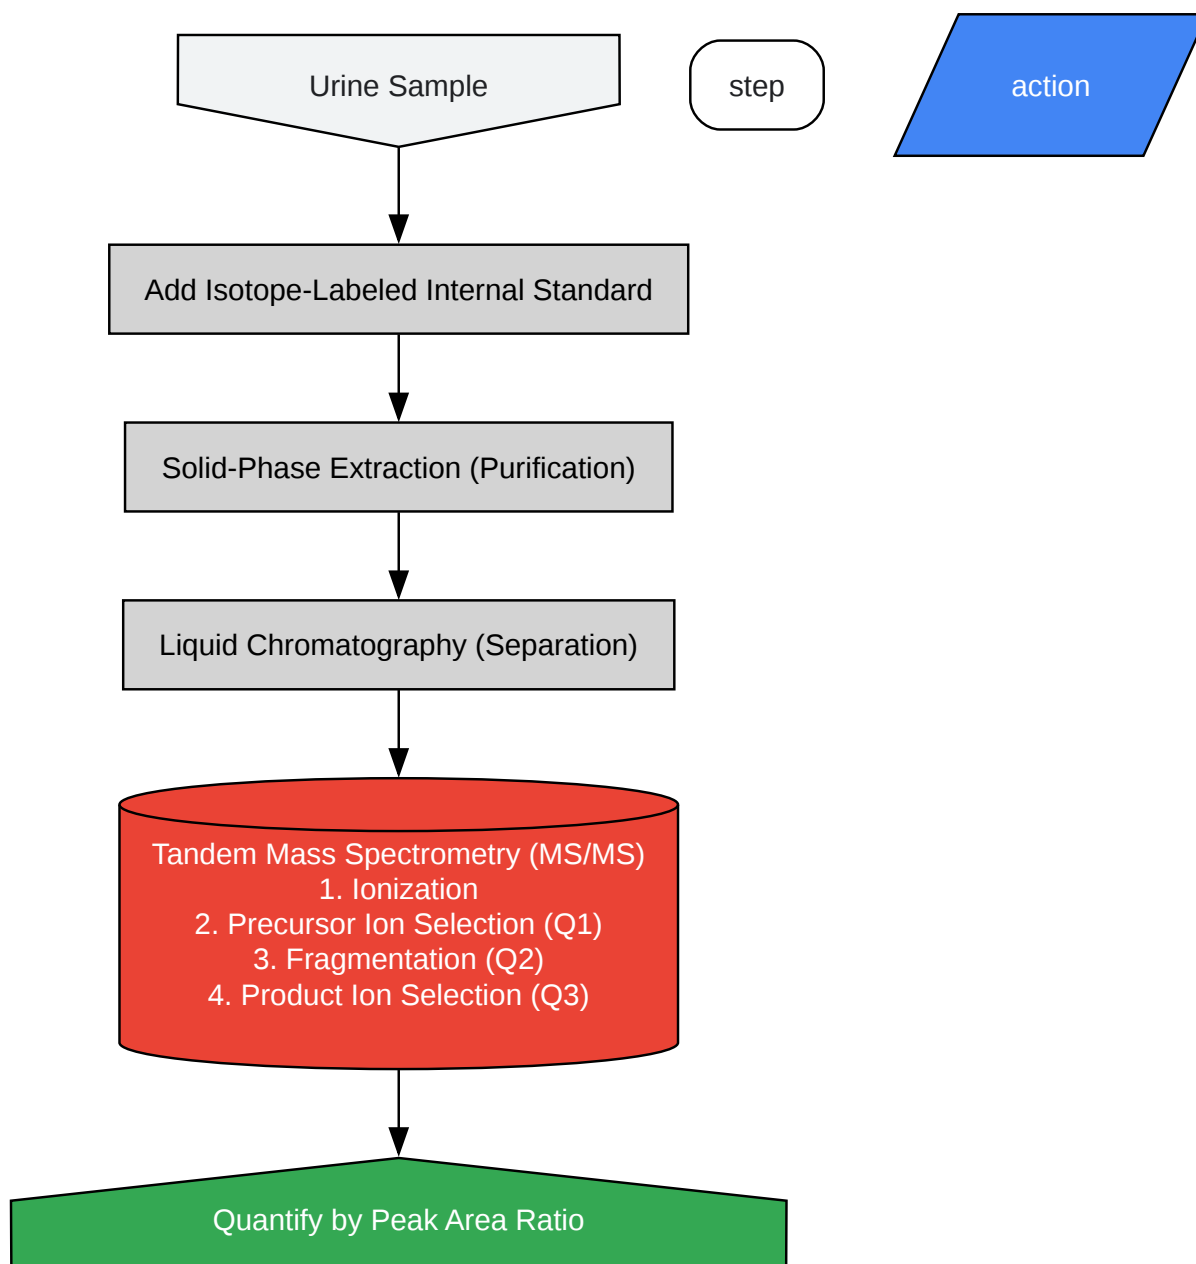 Urine Sample
step
action
Add Isotope-Labeled Internal Standard
Solid-Phase Extraction (Purification)
Liquid Chromatography (Separation)
Tandem Mass Spectrometry (MS/MS)
1. Ionization
2. Precursor Ion Selection (Q1)
3. Fragmentation (Q2)
4. Product Ion Selection (Q3)
Quantify by Peak Area Ratio